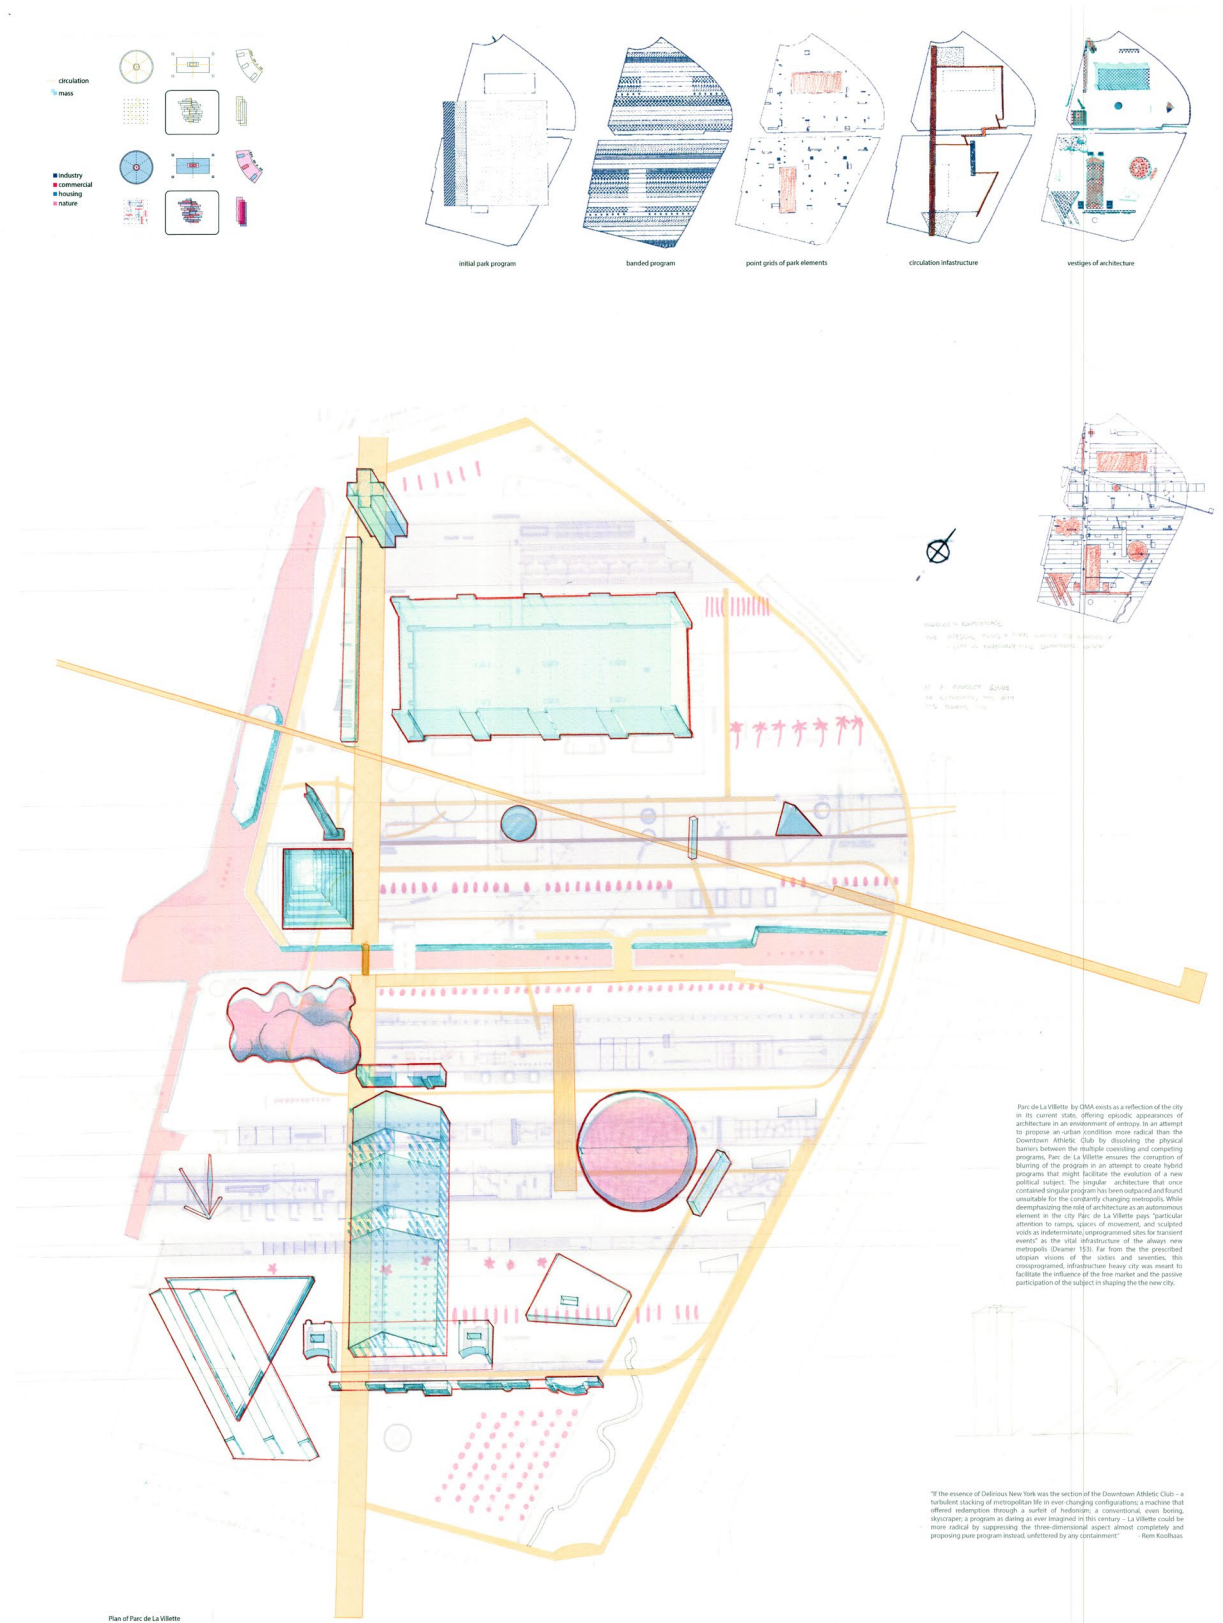 circulation
mass
industry
commercial
housing
nature
initial park program
banded program
point grids of park elements
circulation infastructure
vestiges of architecture
Parc de La Villette by OMA exists as a reflection of the city
in its current state, offering episodic appearances of
architecture in an environment of entropy. In an attempt
to propose an urban condition more radical than the
Downtown Athletic Club by dissolving the physical
barriers between the multiple coexisting and competing
programs, Parc de La Villette ensures the corruption of
blurring of the program in an attempt to create hybrid
programs that might facilitate the evolution of a new
political subject. The singular architecture that once
contained singular program has been outpaced and found
unsuitable for the constantly changing metropolis. While
deemphasizing the role of architecture as an autonomous
element in the city Parc de La Villette pays "particular
attention to ramps, spaces of movement, and sculpted
voids as indeterminate, unprogrammed sites for transient
events" as the vital infrastructure of the always new
metropolis (Deamer 153). Far from the the prescribed
utopian visions of the sixties and seventies, this
crossprogramed, infrastructure heavy city was meant to
facilitate the influence of the free market and the passive
participation of the subject in shaping the the new city.
"If the essence of Delirious New York was the section of the Downtown Athletic Club – a
turbulent stacking of metropolitan life in ever-changing configurations; a machine that
offered redemption through a surfeit of hedonism; a conventional, even boring,
skyscraper; a program as daring as ever imagined in this century – La Villette could be
more radical by suppressing the three-dimensional aspect almost completely and
proposing pure program instead, unfettered by any containment" - Rem Koolhaas
Plan of Parc de La Villette